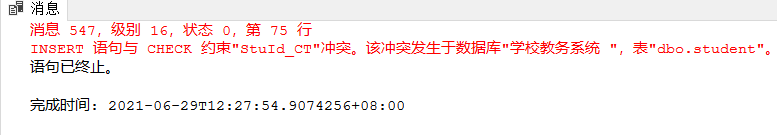 消息
消息 547，级别 16，状态 0，第 75 行
INSERT 语句与 CHECK 约束"StuId_CT"冲突。该冲突发生于数据库"学校教务系统 "，表"dbo.student"。
语句已终止。
完成时间: 2021-06-29T12:27:54.9074256+08:00